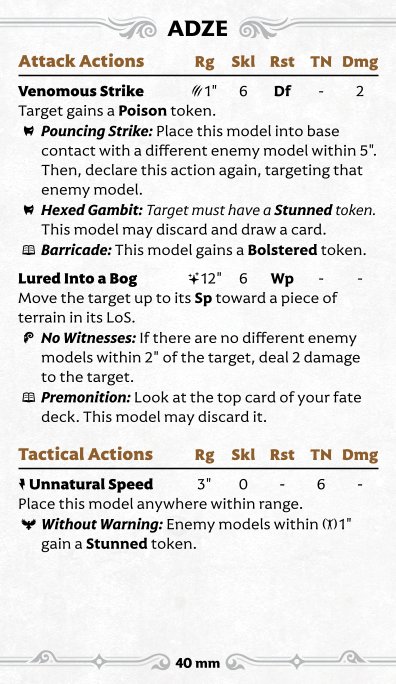 ADZE
Attack Actions Rg Skl Rst TN Dmg
Venomous Strike 1" 6 Df - 2
Target gains a Poison token.
Pouncing Strike: Place this model into base
contact with a different enemy model within 5".
Then, declare this action again, targeting that
enemy model.
Hexed Gambit: Target must have a Stunned token.
This model may discard and draw a card.
Barricade: This model gains a Bolstered token.
Lured Into a Bog 12" 6 Wp - -
Move the target up to its Sp toward a piece of
terrain in its LoS.
No Witnesses: If there are no different enemy
models within 2" of the target, deal 2 damage
to the target.
Premonition: Look at the top card of your fate
deck. This model may discard it.
Tactical Actions Rg Skl Rst TN Dmg
Unnatural Speed 3" 0 - 6 -
Place this model anywhere within range.
Without Warning: Enemy models within 1"
gain a Stunned token.
40 mm